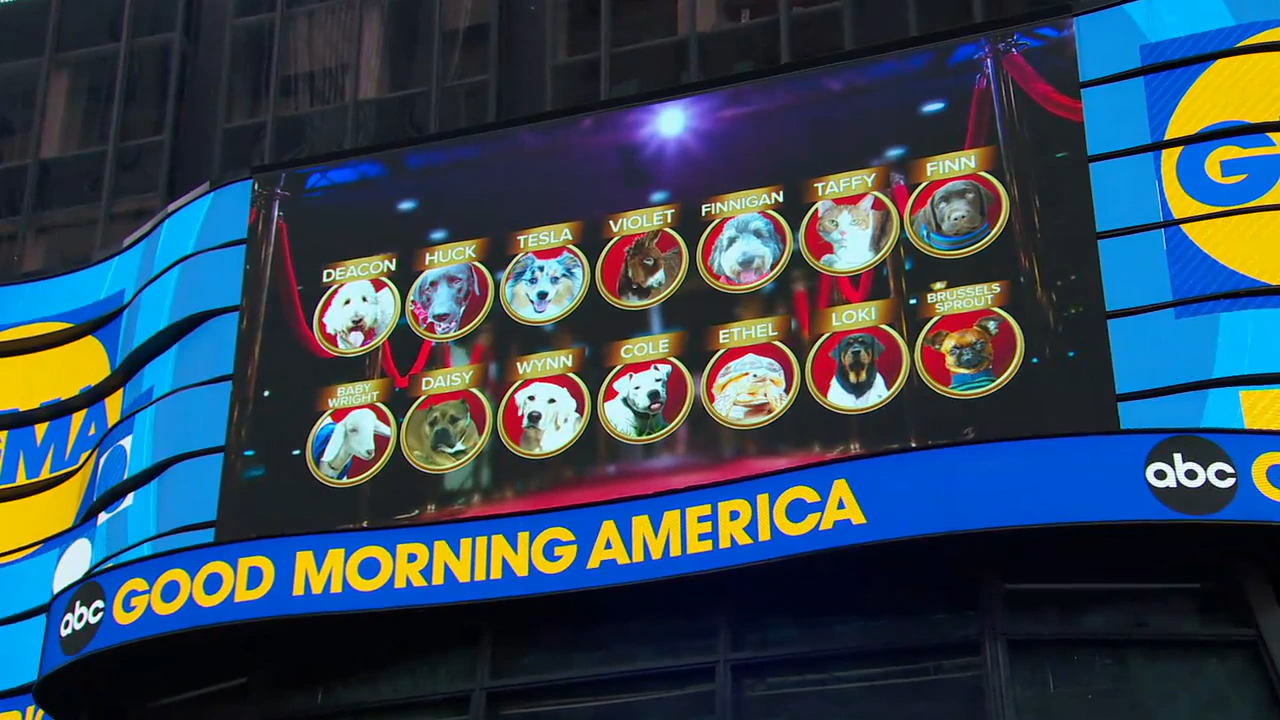 DEACON
HUCK
TESLA
VIOLET
FINNIGAN
TAFFY
FINN
BABY
WRIGHT
DAISY
WYNN
COLE
ETHEL
LOKI
BRUSSELS
SPROUT
abc GOOD MORNING AMERICA abc
GMA
G